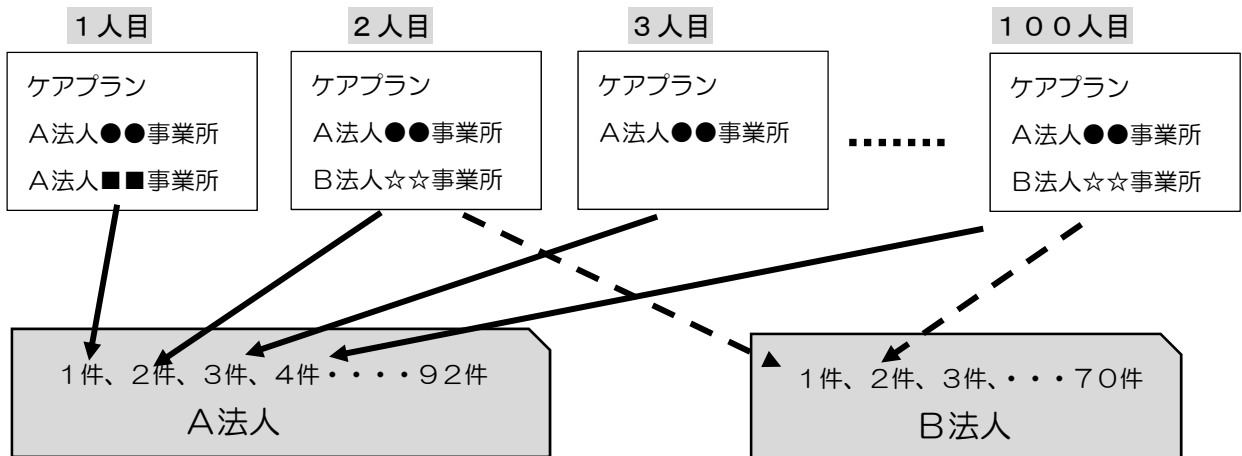 1人目
ケアプラン
A法人●●事業所
A法人■■事業所
2人目
ケアプラン
A法人●●事業所
B法人☆☆事業所
3人目
ケアプラン
A法人●●事業所
・・・・・・・
100人目
ケアプラン
A法人●●事業所
B法人☆☆事業所
1件、2件、3件、4件・・・・92件
A法人
1件、2件、3件、・・・70件
B法人